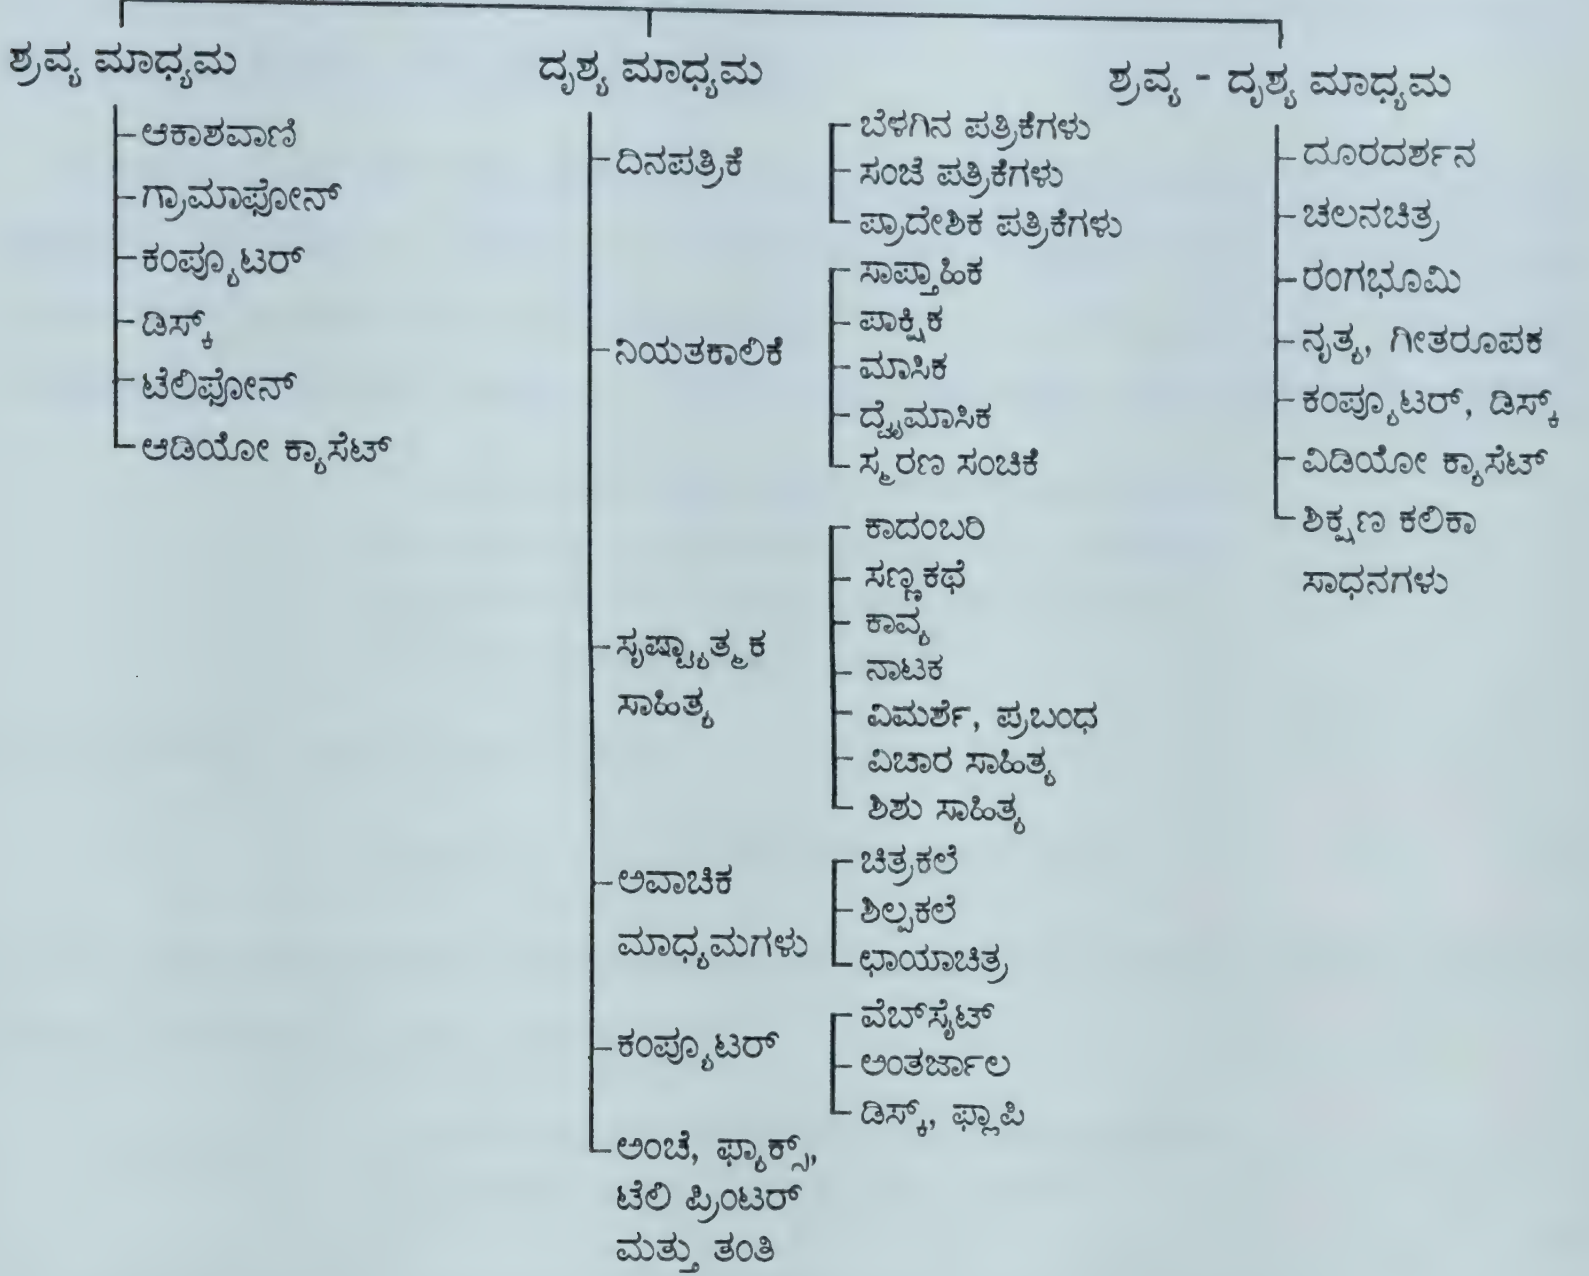 ಶ್ರವ್ಯ ಮಾಧ್ಯಮ
ಆಕಾಶವಾಣಿ
ಗ್ರಾಮಾಫೋನ್
ಕಂಪ್ಯೂಟರ್
ಡಿಸ್ಕ್
ಟೆಲಿಫೋನ್
ಆಡಿಯೋ ಕ್ಯಾಸೆಟ್
ದೃಶ್ಯ ಮಾಧ್ಯಮ
ದಿನಪತ್ರಿಕೆ
ಬೆಳಗಿನ ಪತ್ರಿಕೆಗಳು
ಸಂಚೆ ಪತ್ರಿಕೆಗಳು
ಪ್ರಾದೇಶಿಕ ಪತ್ರಿಕೆಗಳು
ನಿಯತಕಾಲಿಕೆ
ಸಾಪ್ತಾಹಿಕ
ಪಾಕ್ಷಿಕ
ಮಾಸಿಕ
ದ್ವೈಮಾಸಿಕ
ಸ್ಮರಣ ಸಂಚಿಕೆ
ಸೃಷ್ಟ್ಯಾತ್ಮಕ
ಸಾಹಿತ್ಯ
ಕಾದಂಬರಿ
ಸಣ್ಣಕಥೆ
ಕಾವ್ಯ
ನಾಟಕ
ವಿಮರ್ಶೆ, ಪ್ರಬಂಧ
ವಿಚಾರ ಸಾಹಿತ್ಯ
ಶಿಶು ಸಾಹಿತ್ಯ
ಅವಾಚಿಕ
ಮಾಧ್ಯಮಗಳು
ಚಿತ್ರಕಲೆ
ಶಿಲ್ಪಕಲೆ
ಛಾಯಾಚಿತ್ರ
ಕಂಪ್ಯೂಟರ್
ವೆಬ್‌ಸೈಟ್
ಅಂತರ್ಜಾಲ
ಡಿಸ್ಕ್, ಫ್ಲಾಪಿ
ಅಂಚೆ, ಫ್ಯಾಕ್ಸ್,
ಟೆಲಿ ಪ್ರಿಂಟರ್
ಮತ್ತು ತಂತಿ
ಶ್ರವ್ಯ - ದೃಶ್ಯ ಮಾಧ್ಯಮ
ದೂರದರ್ಶನ
ಚಲನಚಿತ್ರ
ರಂಗಭೂಮಿ
ನೃತ್ಯ, ಗೀತರೂಪಕ
ಕಂಪ್ಯೂಟರ್, ಡಿಸ್ಕ್
ವಿಡಿಯೋ ಕ್ಯಾಸೆಟ್
ಶಿಕ್ಷಣ ಕಲಿಕಾ
ಸಾಧನಗಳು